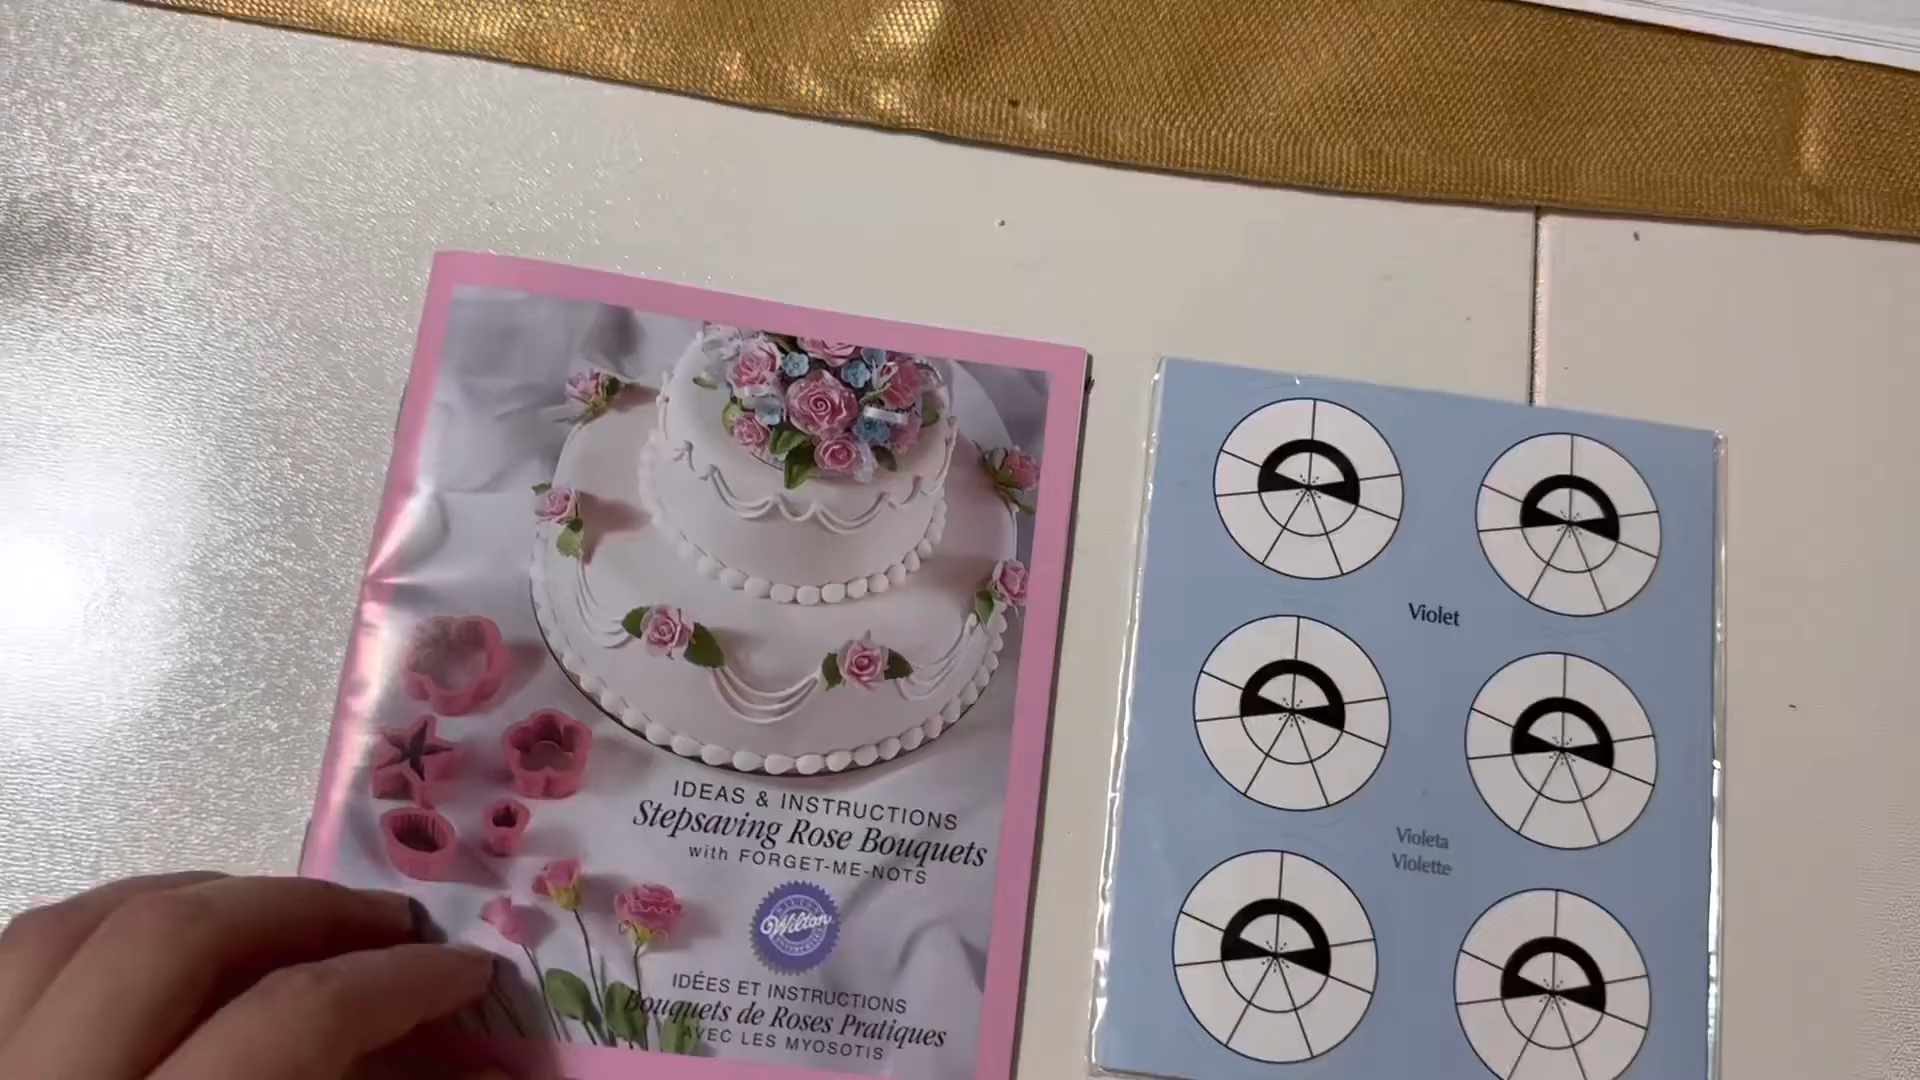 IDEAS & INSTRUCTIONS
Stepsaving Rose Bouquets
with FORGET-ME-NOTS
Wilton
IDÉES ET INSTRUCTIONS
Bouquets de Roses Pratiques
AVEC LES MYOSOTIS
Violet
Violeta
Violette